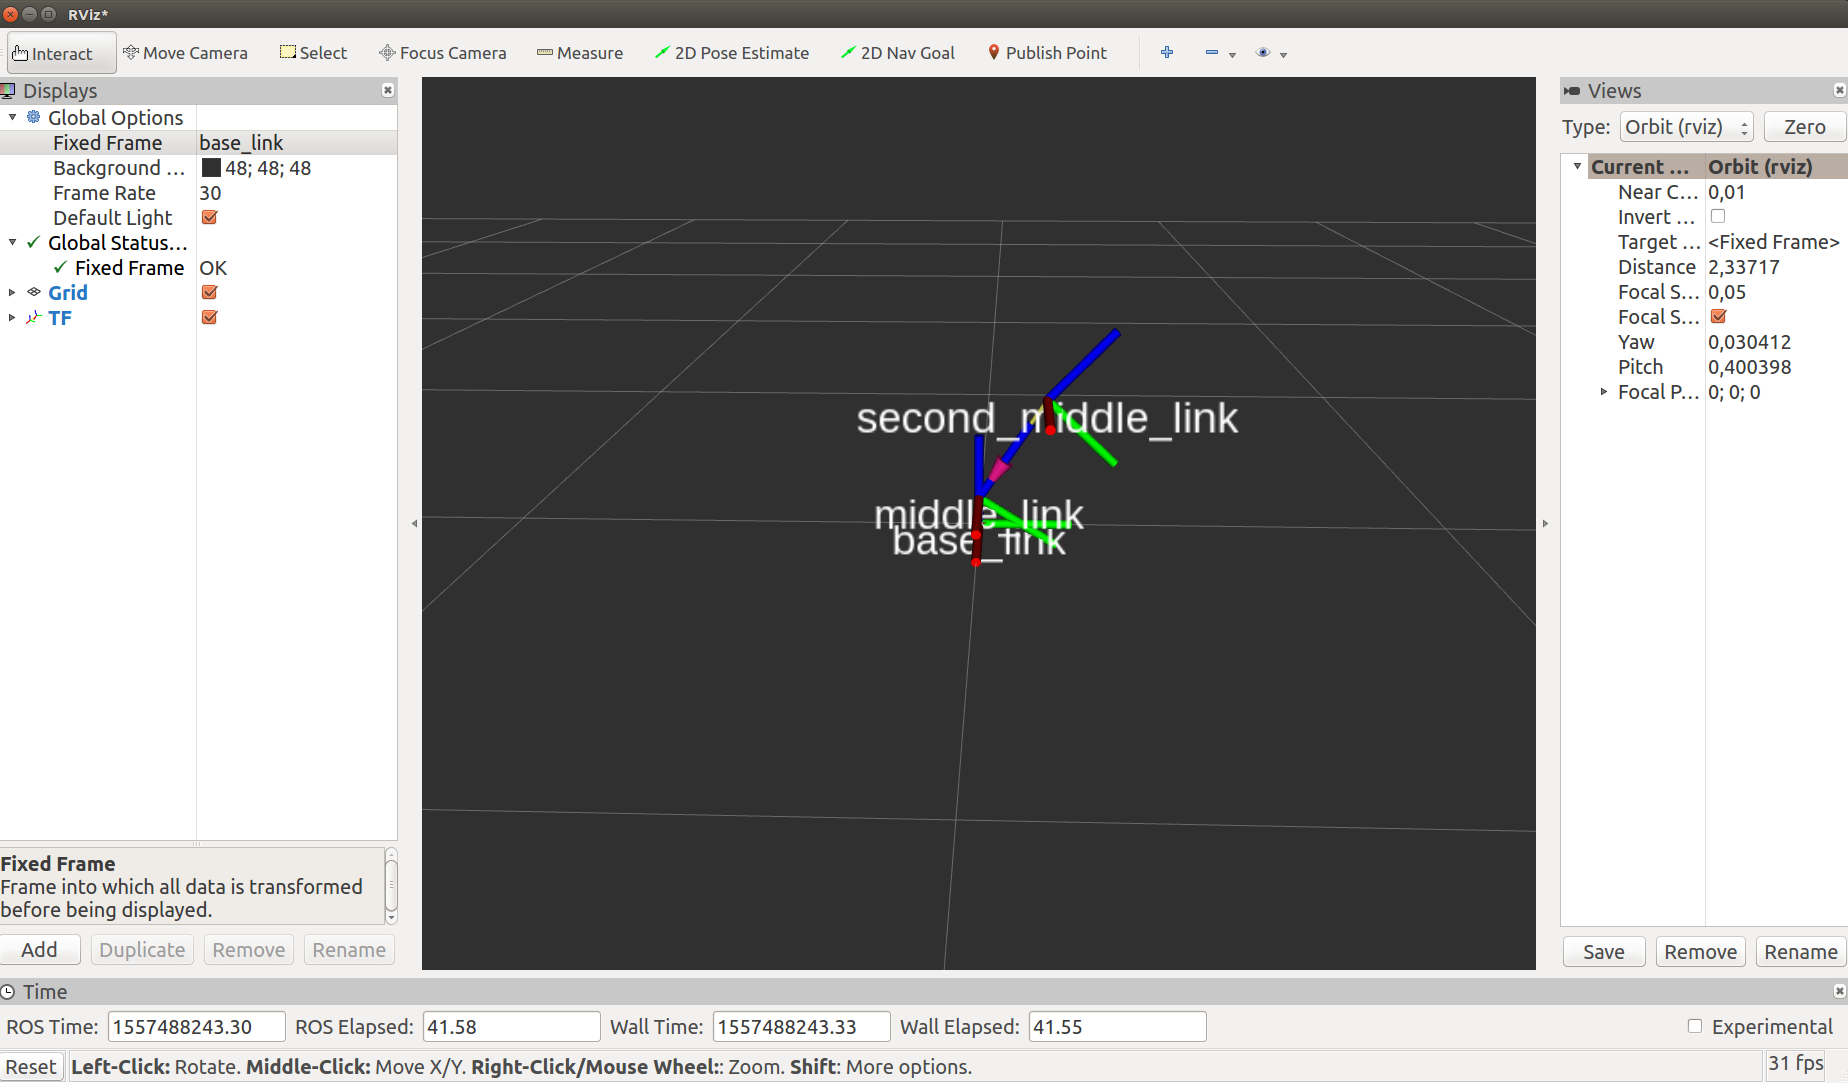 RViz*
Interact Move Camera Select Focus Camera Measure 2D Pose Estimate 2D Nav Goal Publish Point
Displays
Global Options
Fixed Frame base_link
Background ... 48; 48; 48
Frame Rate 30
Default Light
Global Status...
Fixed Frame OK
Grid
TF
Fixed Frame
Frame into which all data is transformed
before being displayed.
Add Duplicate Remove Rename
second_middle_link
middle_link
base_link
Views
Type: Orbit (rviz) Zero
Current ... Orbit (rviz)
Near C... 0,01
Invert ...
Target ... <Fixed Frame>
Distance 2,33717
Focal S... 0,05
Focal S...
Yaw 0,030412
Pitch 0,400398
Focal P... 0; 0; 0
Save Remove Rename
Time
ROS Time: 1557488243.30 ROS Elapsed: 41.58 Wall Time: 1557488243.33 Wall Elapsed: 41.55 Experimental
Reset Left-Click: Rotate. Middle-Click: Move X/Y. Right-Click/Mouse Wheel:: Zoom. Shift: More options. 31 fps